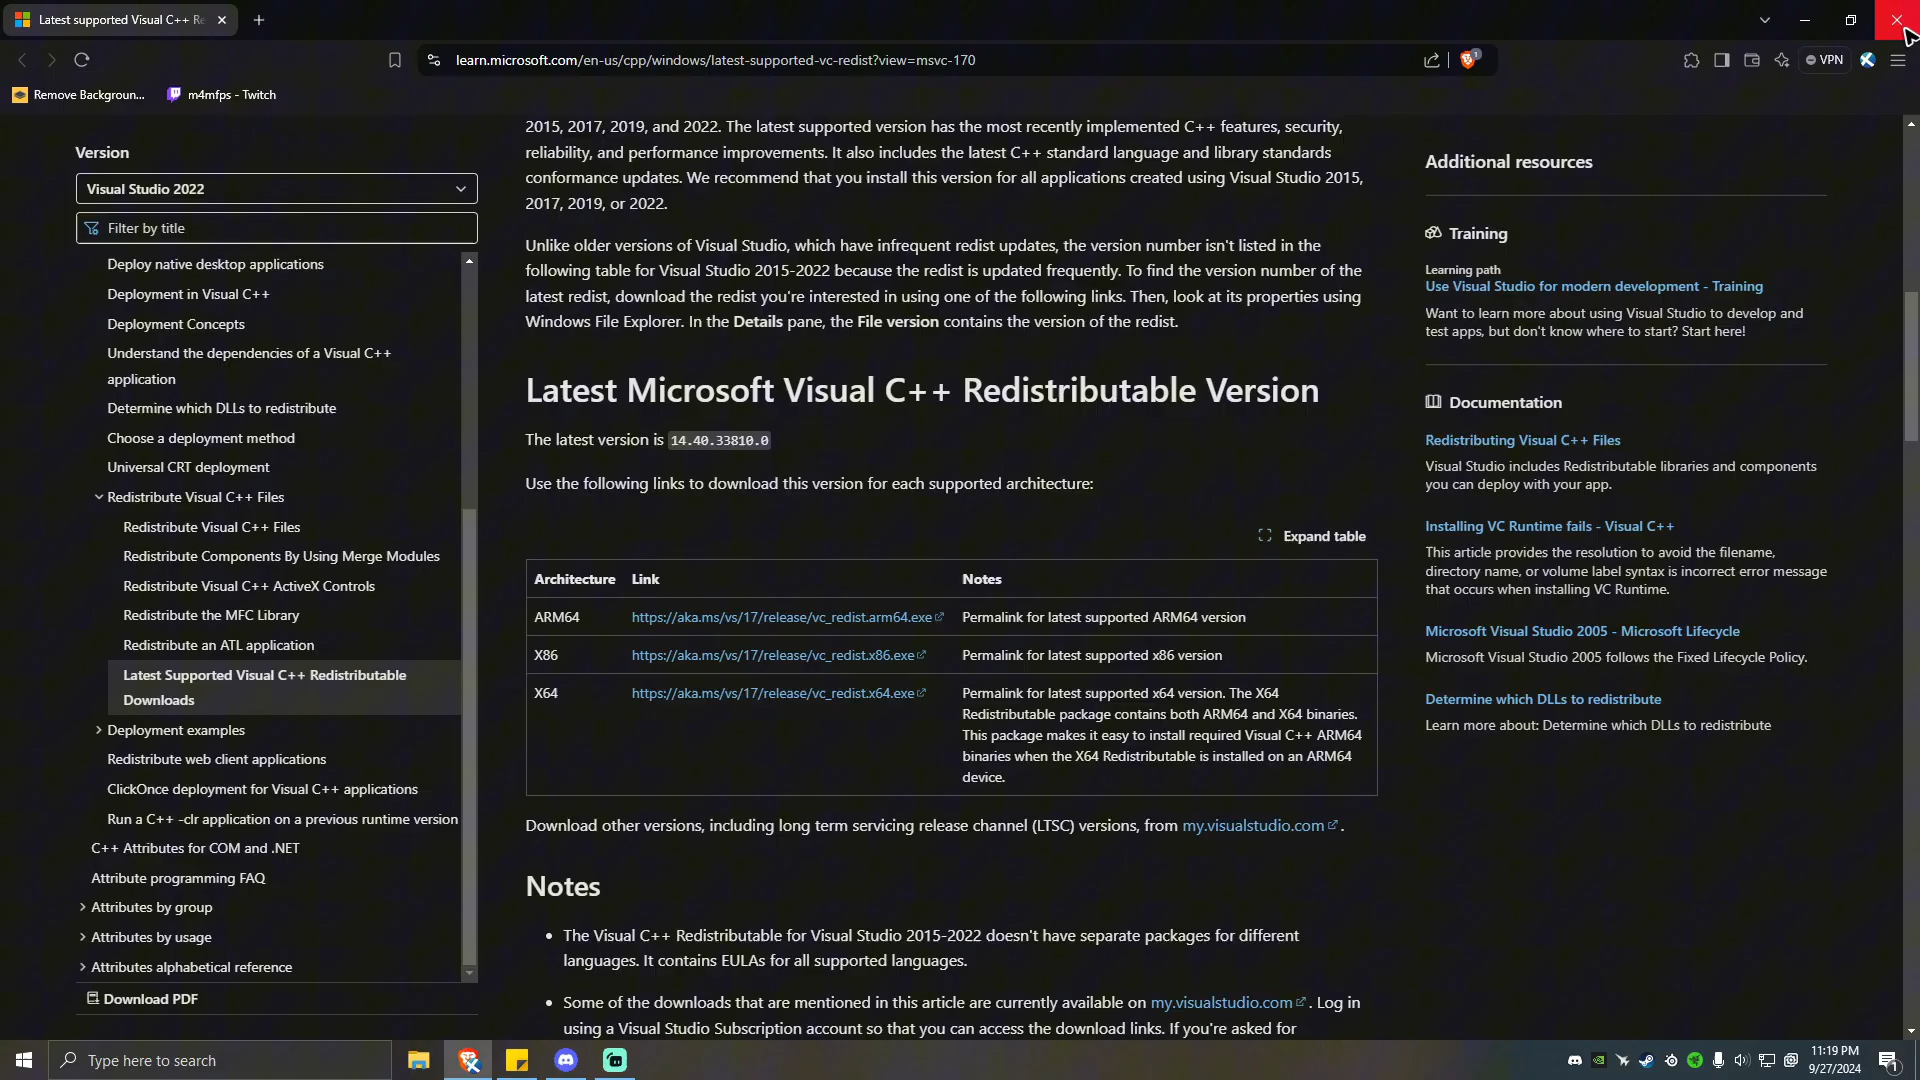 Latest supported Visual C++ Re
learn.microsoft.com/en-us/cpp/windows/latest-supported-vc-redist?view=msvc-170
1
VPN
Remove Backgroun...
m4mfps - Twitch
Version
Visual Studio 2022
Filter by title
Deploy native desktop applications
Deployment in Visual C++
Deployment Concepts
Understand the dependencies of a Visual C++
application
Determine which DLLs to redistribute
Choose a deployment method
Universal CRT deployment
Redistribute Visual C++ Files
Redistribute Visual C++ Files
Redistribute Components By Using Merge Modules
Redistribute Visual C++ ActiveX Controls
Redistribute the MFC Library
Redistribute an ATL application
Latest Supported Visual C++ Redistributable
Downloads
Deployment examples
Redistribute web client applications
ClickOnce deployment for Visual C++ applications
Run a C++ -clr application on a previous runtime version
C++ Attributes for COM and .NET
Attribute programming FAQ
Attributes by group
Attributes by usage
Attributes alphabetical reference
Download PDF
2015, 2017, 2019, and 2022. The latest supported version has the most recently implemented C++ features, security,
reliability, and performance improvements. It also includes the latest C++ standard language and library standards
conformance updates. We recommend that you install this version for all applications created using Visual Studio 2015,
2017, 2019, or 2022.
Unlike older versions of Visual Studio, which have infrequent redist updates, the version number isn't listed in the
following table for Visual Studio 2015-2022 because the redist is updated frequently. To find the version number of the
latest redist, download the redist you're interested in using one of the following links. Then, look at its properties using
Windows File Explorer. In the Details pane, the File version contains the version of the redist.
Latest Microsoft Visual C++ Redistributable Version
The latest version is 14.40.33810.0
Use the following links to download this version for each supported architecture:
Expand table
Architecture Link Notes
ARM64 https://aka.ms/vs/17/release/vc_redist.arm64.exe Permalink for latest supported ARM64 version
X86 https://aka.ms/vs/17/release/vc_redist.x86.exe Permalink for latest supported x86 version
X64 https://aka.ms/vs/17/release/vc_redist.x64.exe Permalink for latest supported x64 version. The X64
Redistributable package contains both ARM64 and X64 binaries.
This package makes it easy to install required Visual C++ ARM64
binaries when the X64 Redistributable is installed on an ARM64
device.
Download other versions, including long term servicing release channel (LTSC) versions, from my.visualstudio.com .
Notes
• The Visual C++ Redistributable for Visual Studio 2015-2022 doesn't have separate packages for different
languages. It contains EULAs for all supported languages.
• Some of the downloads that are mentioned in this article are currently available on my.visualstudio.com . Log in
using a Visual Studio Subscription account so that you can access the download links. If you're asked for
Additional resources
Training
Learning path
Use Visual Studio for modern development - Training
Want to learn more about using Visual Studio to develop and
test apps, but don't know where to start? Start here!
Documentation
Redistributing Visual C++ Files
Visual Studio includes Redistributable libraries and components
you can deploy with your app.
Installing VC Runtime fails - Visual C++
This article provides the resolution to avoid the filename,
directory name, or volume label syntax is incorrect error message
that occurs when installing VC Runtime.
Microsoft Visual Studio 2005 - Microsoft Lifecycle
Microsoft Visual Studio 2005 follows the Fixed Lifecycle Policy.
Determine which DLLs to redistribute
Learn more about: Determine which DLLs to redistribute
Type here to search
11:19 PM
9/27/2024
1